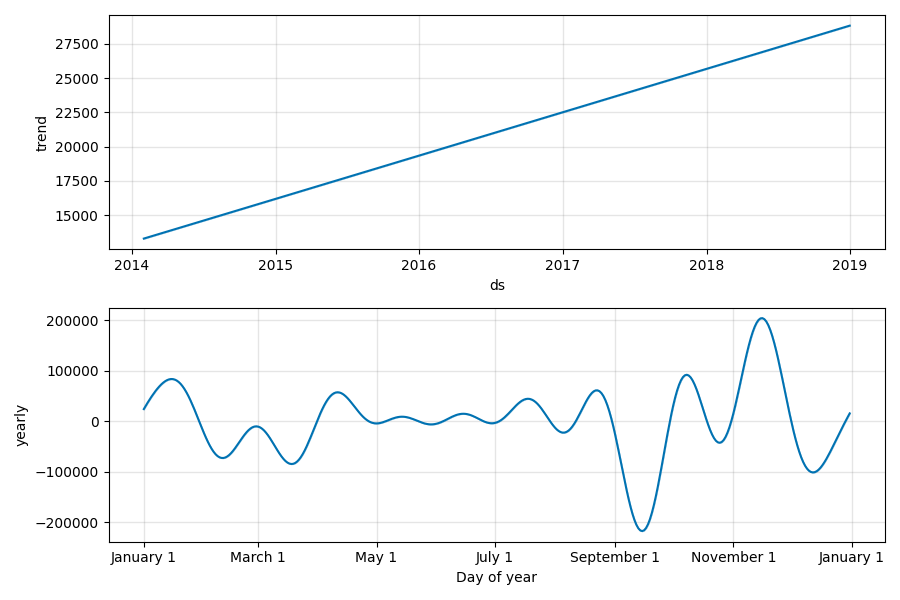 27500
25000
22500
20000
17500
15000
trend
2014 2015 2016 2017 2018 2019
ds
200000
100000
0
−100000
−200000
yearly
January 1 March 1 May 1 July 1 September 1 November 1 January 1
Day of year